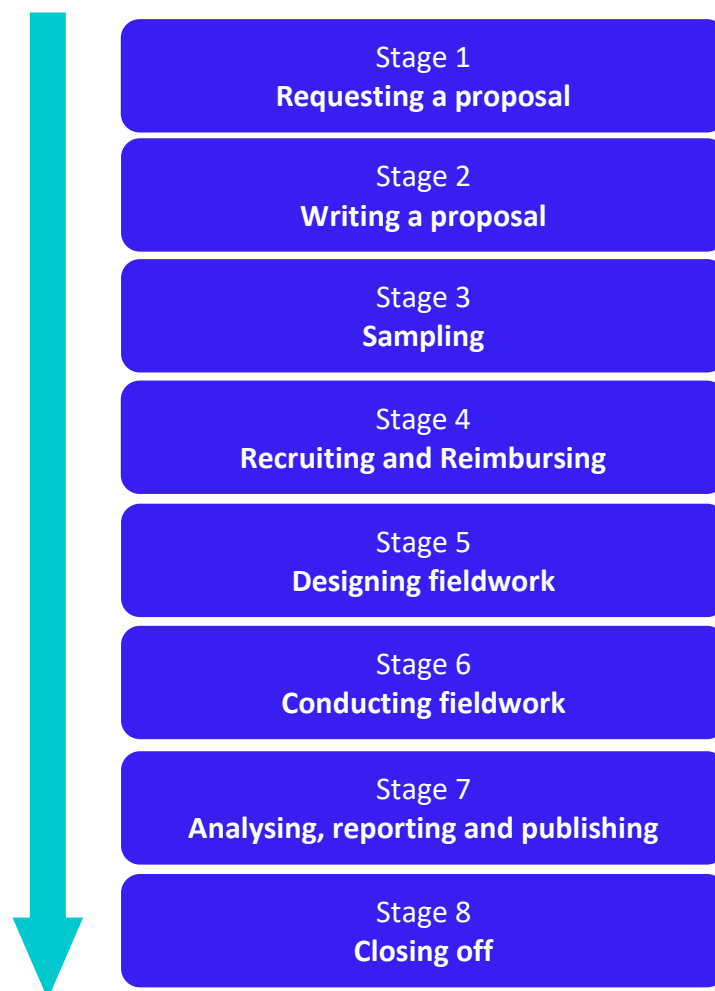 Stage 1
Requesting a proposal
Stage 2
Writing a proposal
Stage 3
Sampling
Stage 4
Recruiting and Reimbursing
Stage 5
Designing fieldwork
Stage 6
Conducting fieldwork
Stage 7
Analysing, reporting and publishing
Stage 8
Closing off